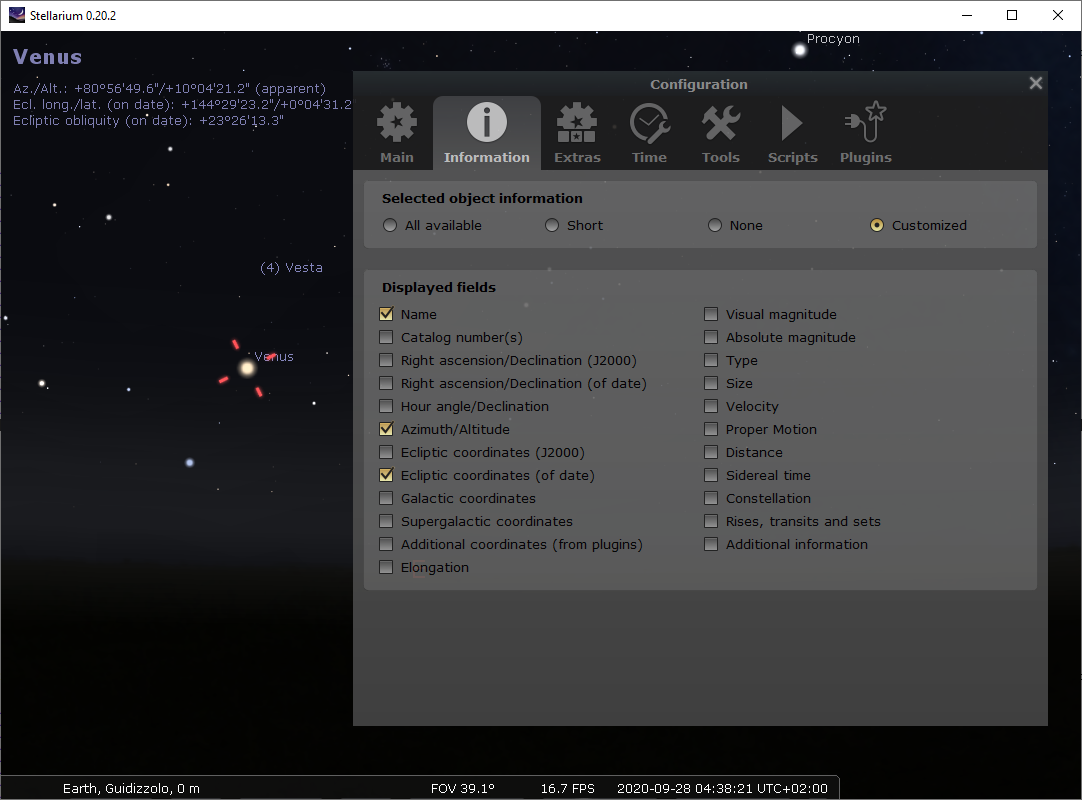 Stellarium 0.20.2
Procyon
Venus
Az./Alt.: +80°56'49.6"/+10°04'21.2" (apparent)
Ecl. long./lat. (on date): +144°29'23.2"/+0°04'31.2
Ecliptic obliquity (on date): +23°26'13.3"
Configuration
Main Information Extras Time Tools Scripts Plugins
Selected object information
All available Short None Customized
(4) Vesta
Venus
Displayed fields
Name
Catalog number(s)
Right ascension/Declination (J2000)
Right ascension/Declination (of date)
Hour angle/Declination
Azimuth/Altitude
Ecliptic coordinates (J2000)
Ecliptic coordinates (of date)
Galactic coordinates
Supergalactic coordinates
Additional coordinates (from plugins)
Elongation
Visual magnitude
Absolute magnitude
Type
Size
Velocity
Proper Motion
Distance
Sidereal time
Constellation
Rises, transits and sets
Additional information
Earth, Guidizzolo, 0 m FOV 39.1° 16.7 FPS 2020-09-28 04:38:21 UTC+02:00